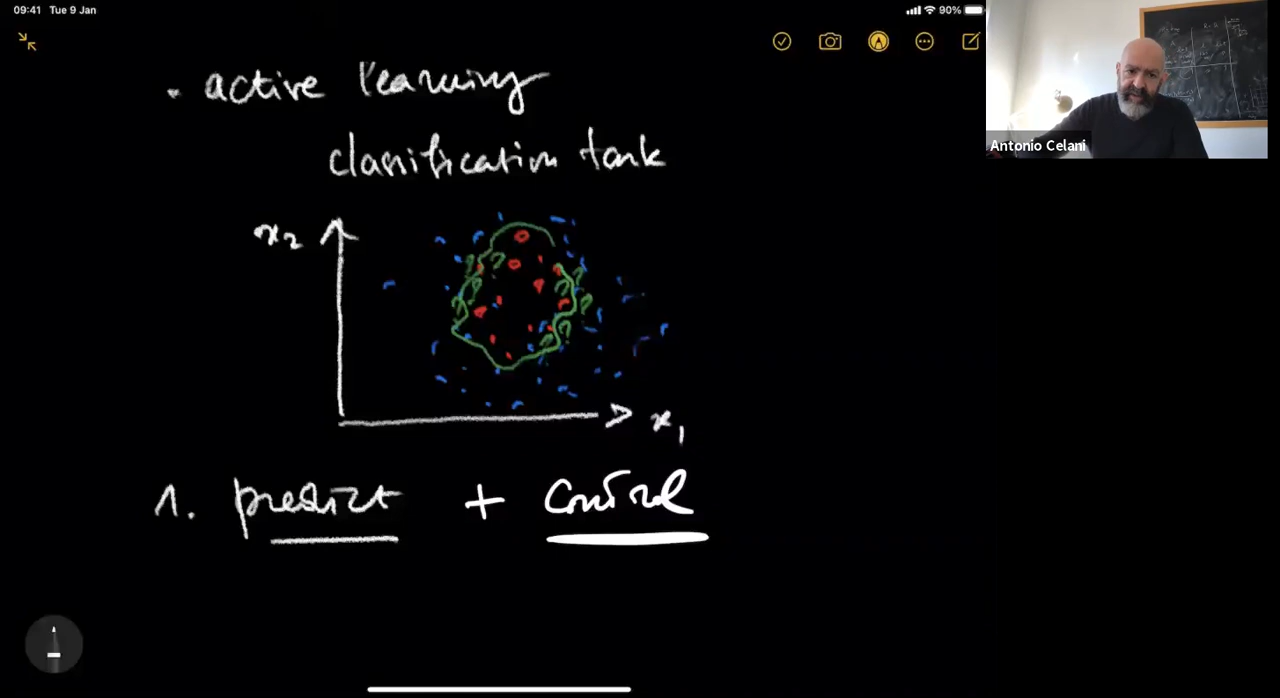 09:41 Tue 9 Jan 90%
· active learning
classification task
x₂
? ? ? ? ? ? ? ? ?
x₁
1. predict + control
Antonio Celani